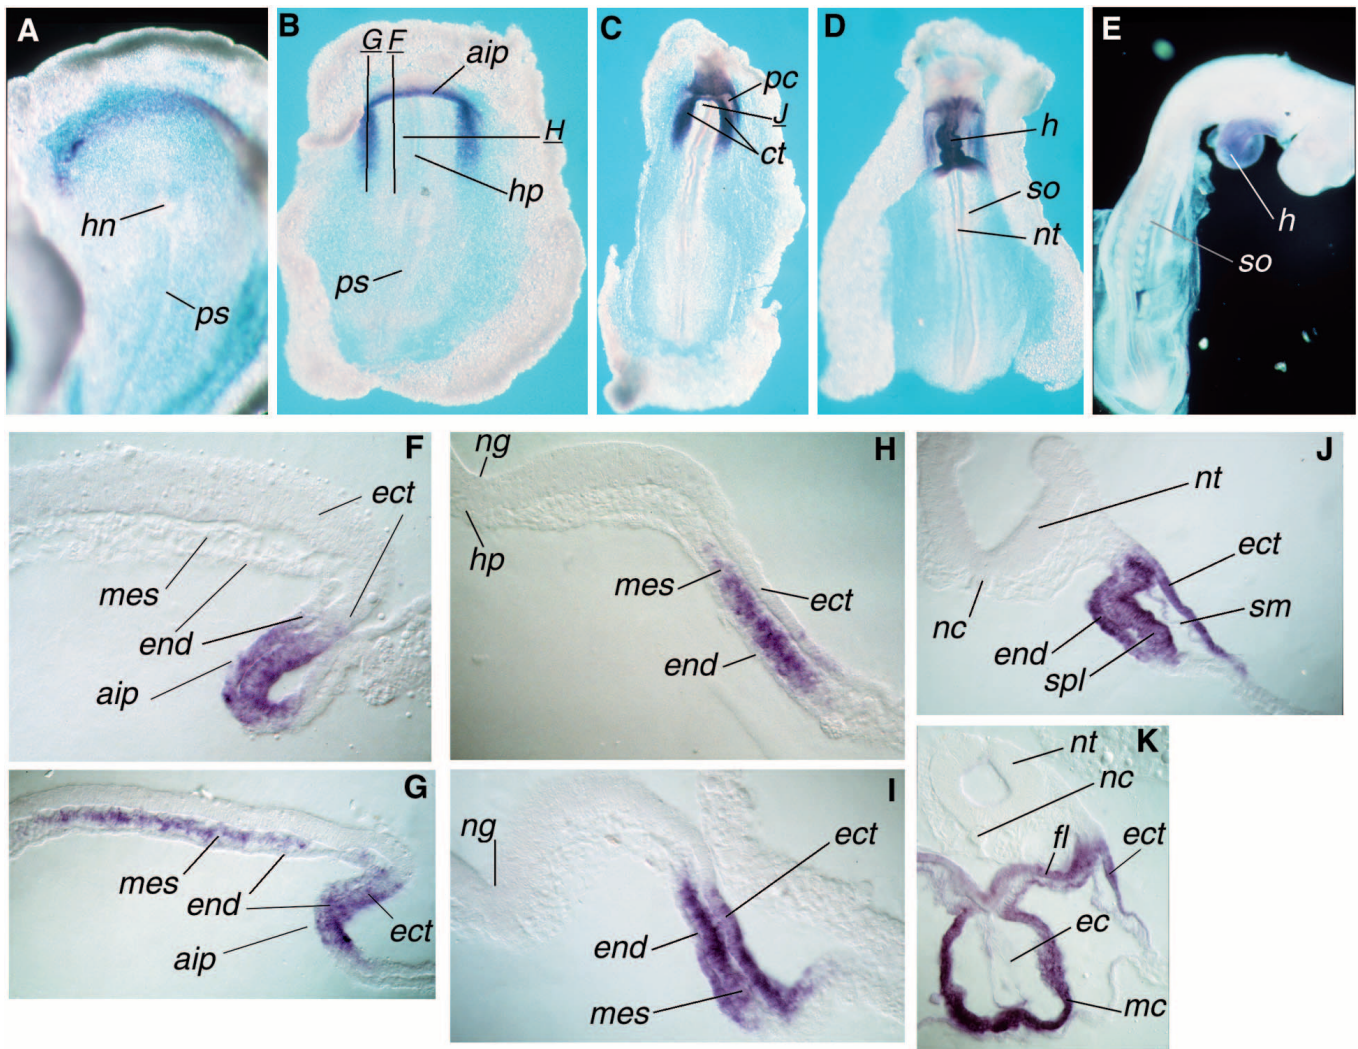 A
hn
ps
B
G F
aip
H
hp
ps
C
pc
J
ct
D
h
so
nt
E
h
so
F
ect
mes
end
aip
G
mes
end
aip
ect
H
ng
hp
mes
ect
end
I
ng
ect
end
mes
J
nt
ect
nc
sm
end
spl
K
nt
nc
fl
ect
ec
mc